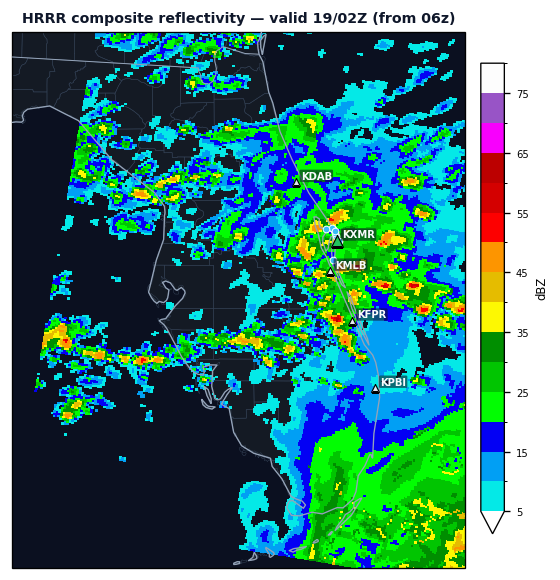 HRRR composite reflectivity — valid 19/02Z (from 06z)
KDAB
KXMR
KMLB
KFPR
KPBI
75
65
55
45
35
25
15
5
dBZ